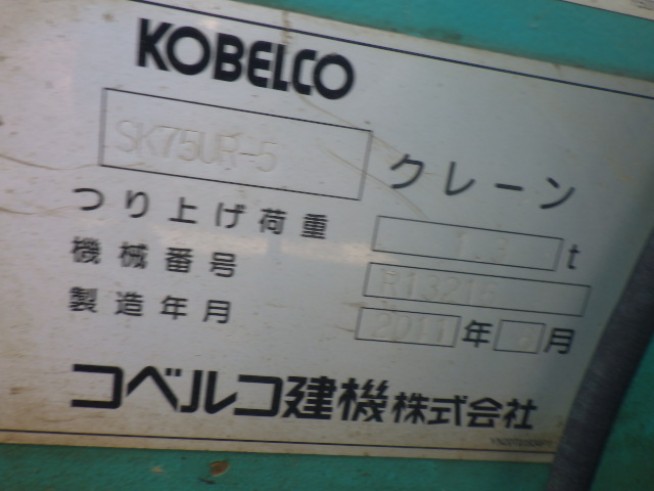 KOBELCO
SK75UR-5 クレーン
つり上げ荷重 t
機械番号
製造年月 2011 年 月
コベルコ建機株式会社